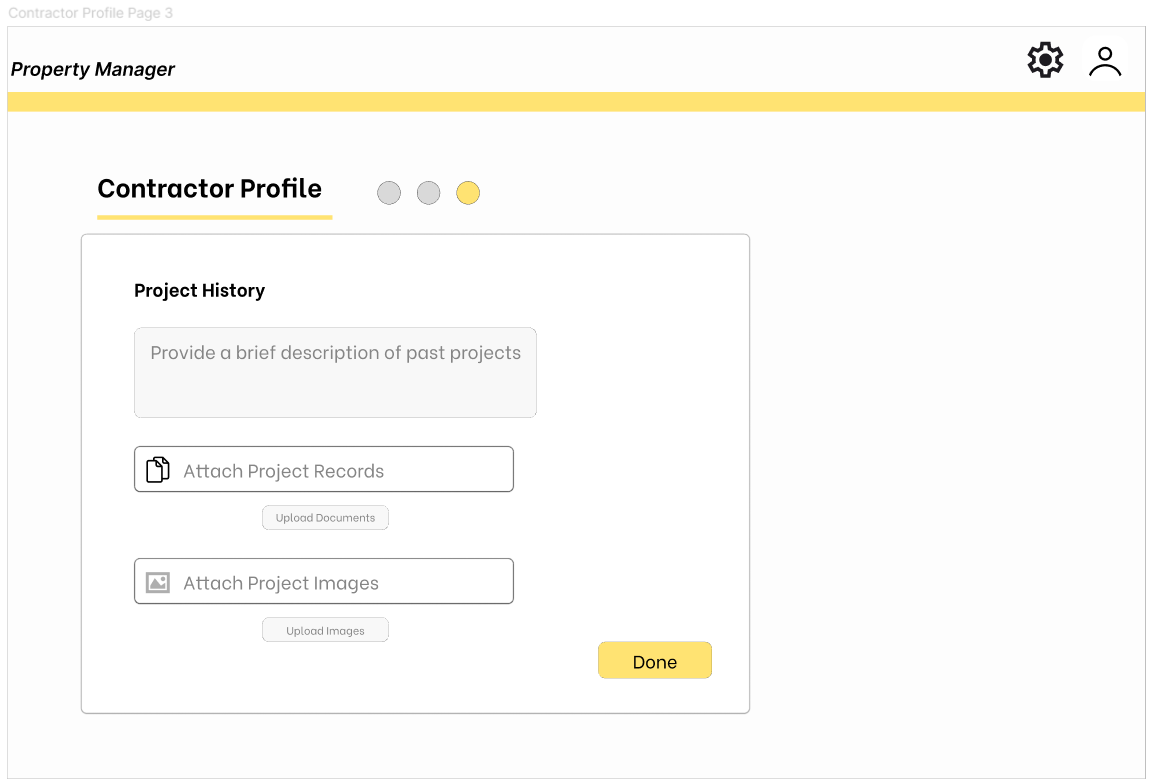 Contractor Profile Page 3
Property Manager
Contractor Profile
Project History
Provide a brief description of past projects
Attach Project Records
Upload Documents
Attach Project Images
Upload Images
Done